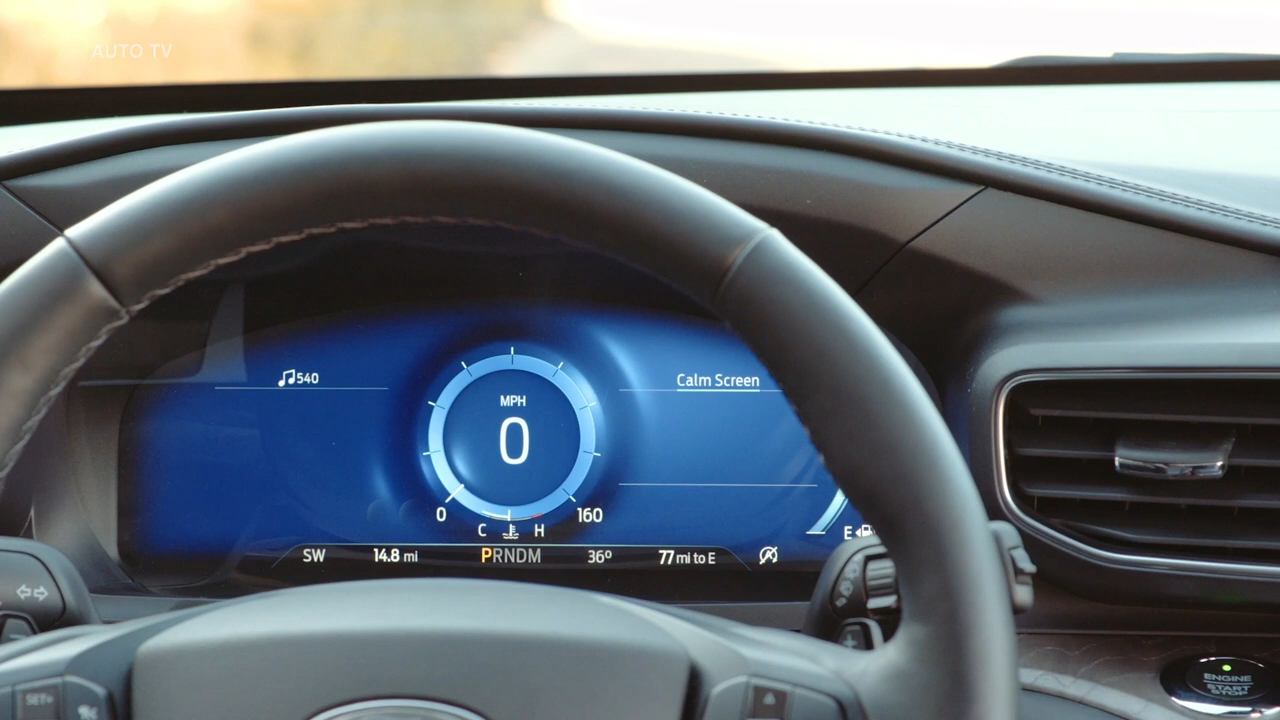 AUTO TV
540
Calm Screen
MPH
0
0
160
C
H
E
SW
14.8 mi
PRNDM
36º
77 mi to E
SET+
ENGINE
START
STOP